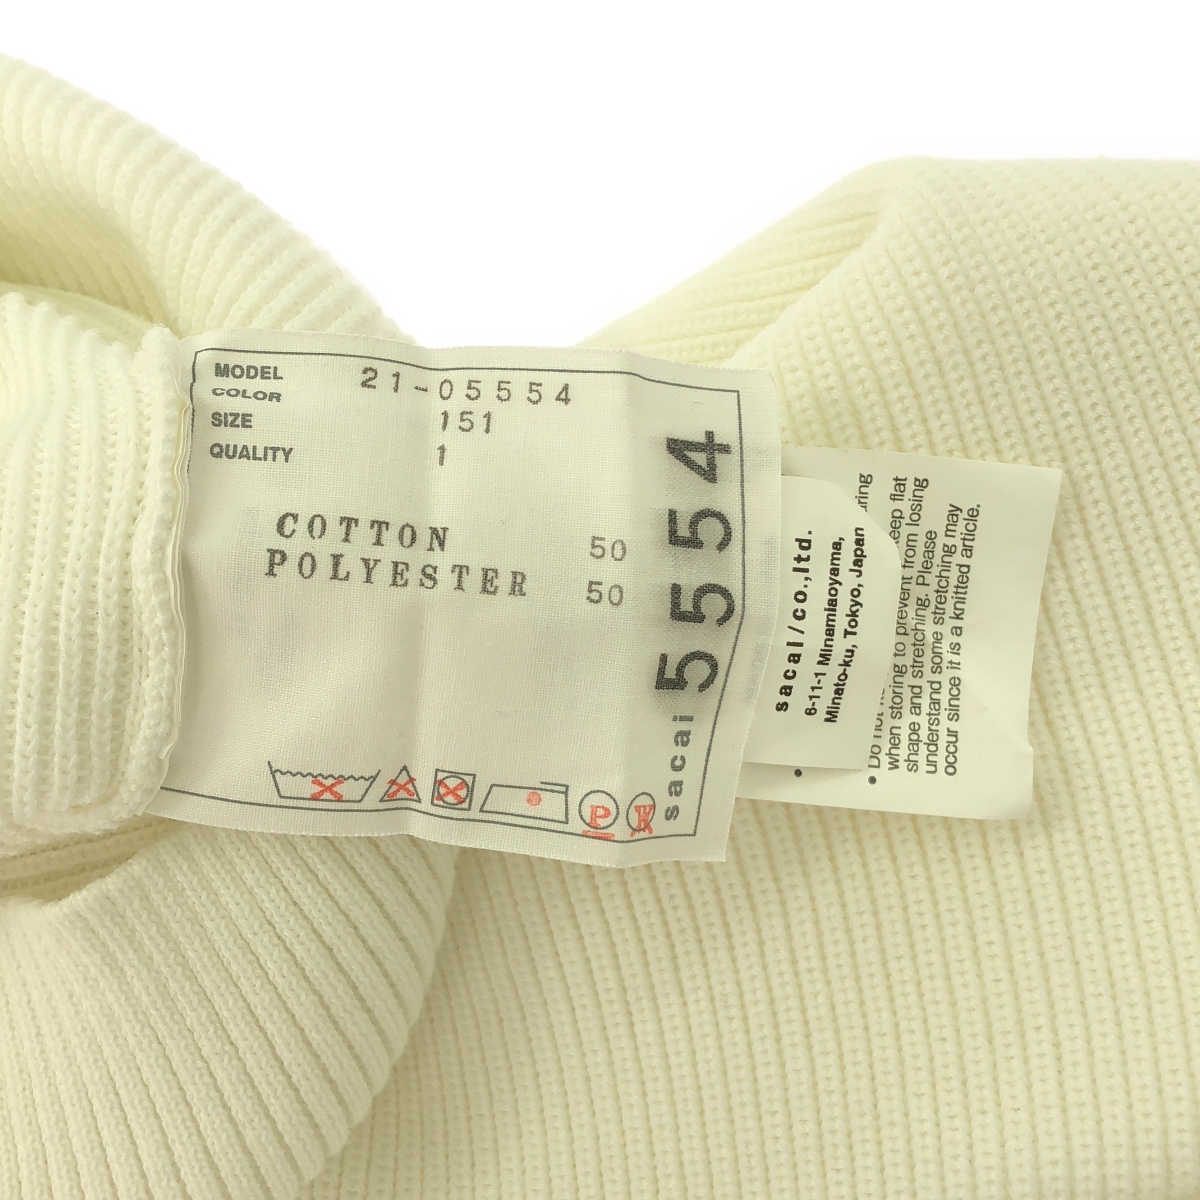 MODEL 21-05554
COLOR 151
SIZE 1
QUALITY
COTTON 50
POLYESTER 50
P
W
sacai 5554
sacai/co.,ltd.
6-11-1 Minamiaoyama,
Minato-ku, Tokyo, Japan
• Do not
when storing to prevent from losing
shape and stretching. Please
understand some stretching may
occur since it is a knitted article.